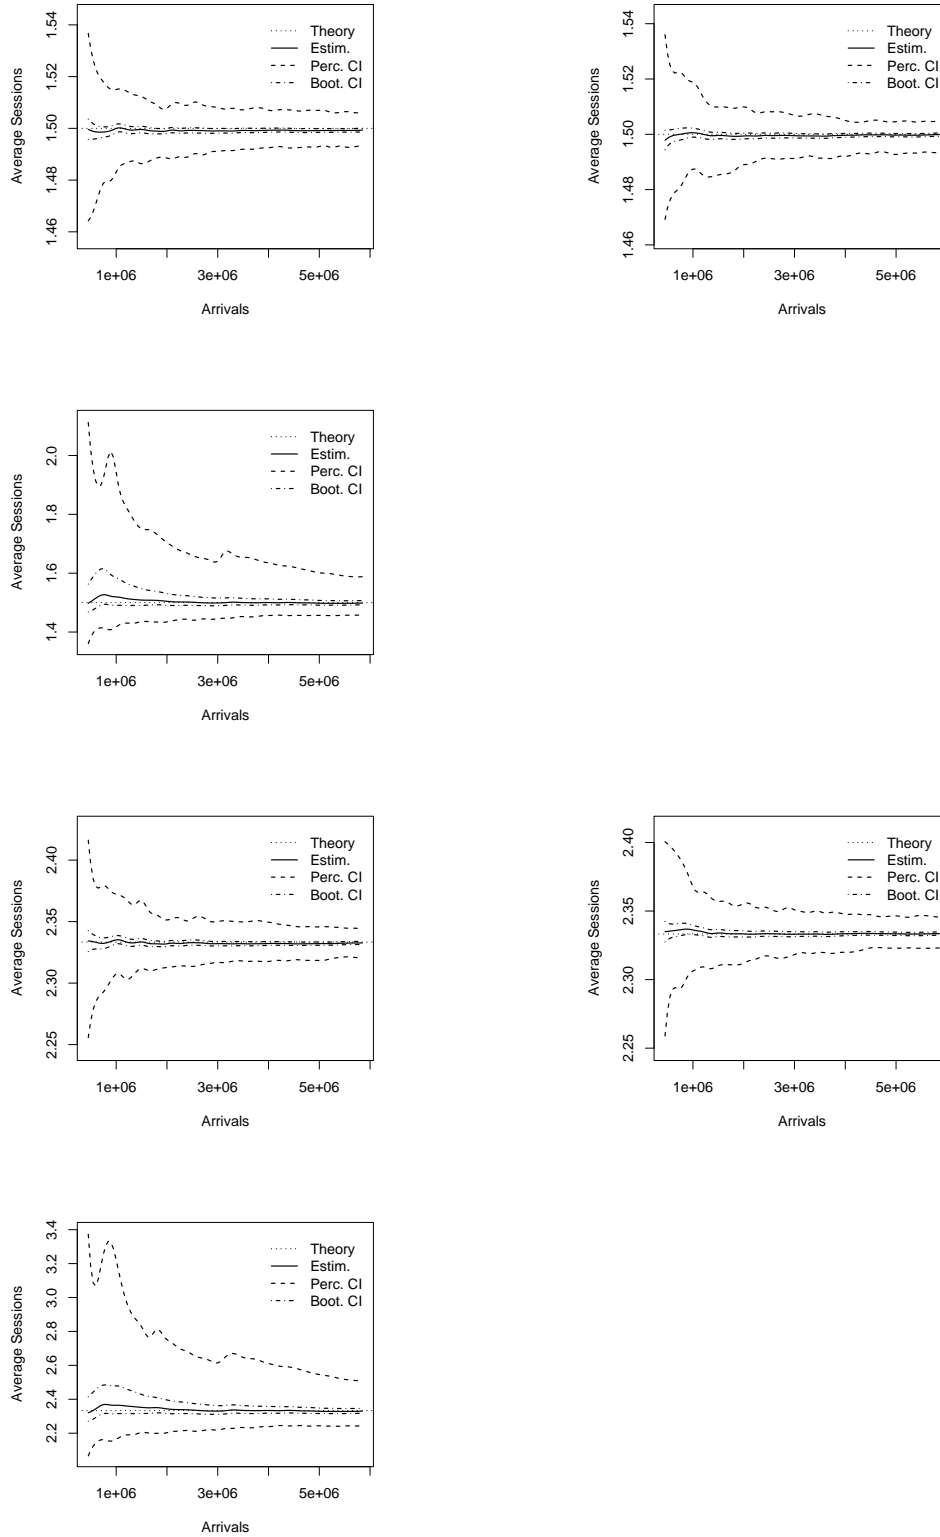 1.54
1.52
1.50
1.48
1.46
Average Sessions
Theory
Estim.
Perc. CI
Boot. CI
1e+06
3e+06
5e+06
Arrivals
1.54
1.52
1.50
1.48
1.46
Average Sessions
Theory
Estim.
Perc. CI
Boot. CI
1e+06
3e+06
5e+06
Arrivals
2.0
1.8
1.6
1.4
Average Sessions
Theory
Estim.
Perc. CI
Boot. CI
1e+06
3e+06
5e+06
Arrivals
2.40
2.35
2.30
2.25
Average Sessions
Theory
Estim.
Perc. CI
Boot. CI
1e+06
3e+06
5e+06
Arrivals
2.40
2.35
2.30
2.25
Average Sessions
Theory
Estim.
Perc. CI
Boot. CI
1e+06
3e+06
5e+06
Arrivals
3.4
3.2
3.0
2.8
2.6
2.4
2.2
Average Sessions
Theory
Estim.
Perc. CI
Boot. CI
1e+06
3e+06
5e+06
Arrivals